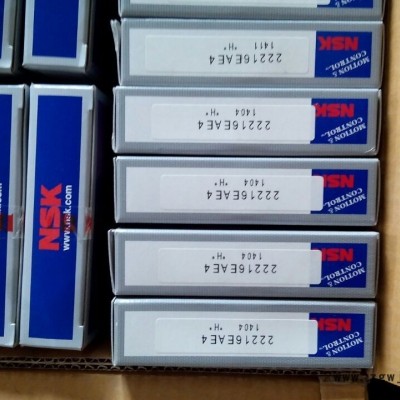 1411 "H"
22216EAE4
NSK
MOTION &
CONTROL
1404 "H"
22216EAE4
NSK
MOTION &
CONTROL
1404 "H"
22216EAE4
NSK
MOTION &
CONTROL
1404 "H"
22216EAE4
NSK
MOTION &
CONTROL
1404 "H"
22216EAE4
NSK
MOTION &
CONTROL
NSK
www.nsk.com